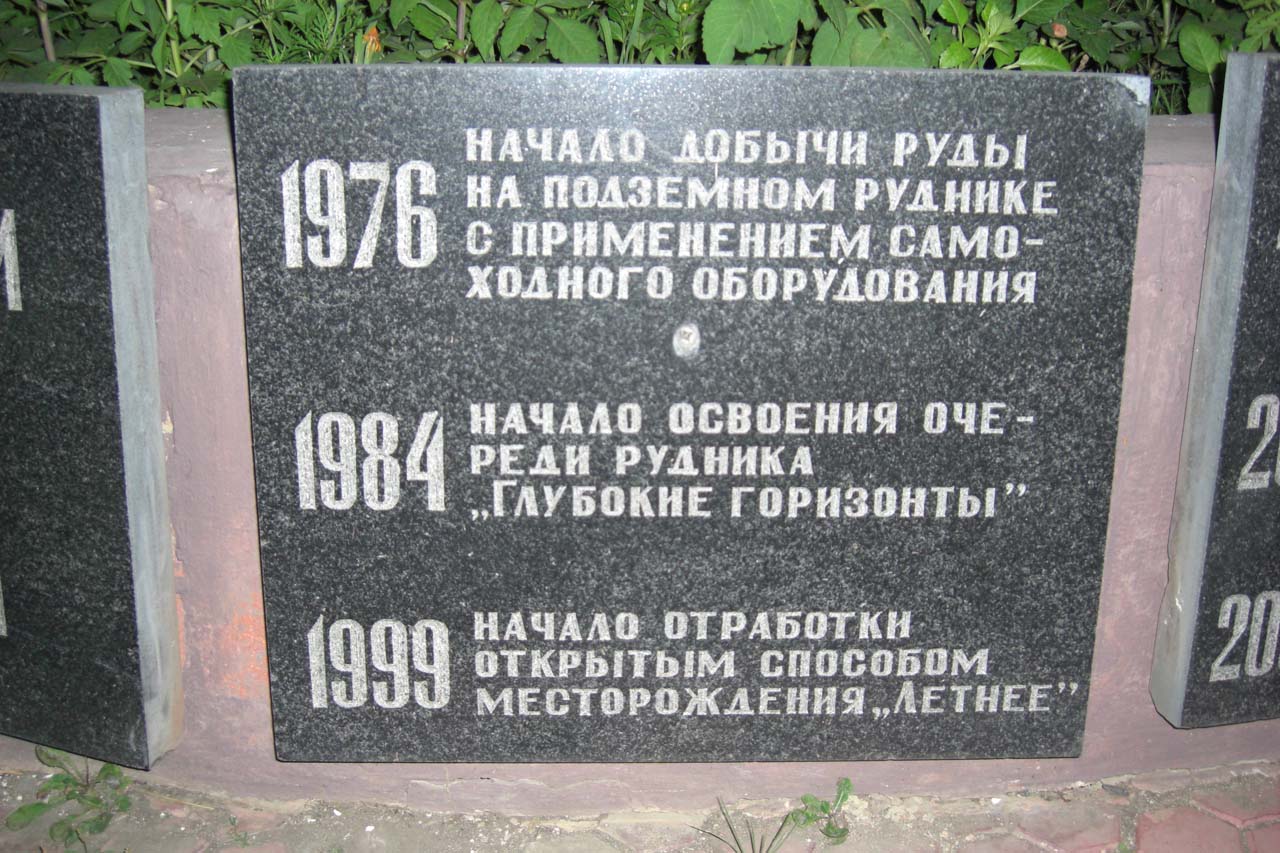 1976
НАЧАЛО ДОБЫЧИ РУДЫ
НА ПОДЗЕМНОМ РУДНИКЕ
С ПРИМЕНЕНИЕМ САМО-
ХОДНОГО ОБОРУДОВАНИЯ
1984
НАЧАЛО ОСВОЕНИЯ ОЧЕ-
РЕДИ РУДНИКА
„ГЛУБОКИЕ ГОРИЗОНТЫ”
1999
НАЧАЛО ОТРАБОТКИ
ОТКРЫТЫМ СПОСОБОМ
МЕСТОРОЖДЕНИЯ „ЛЕТНЕЕ”